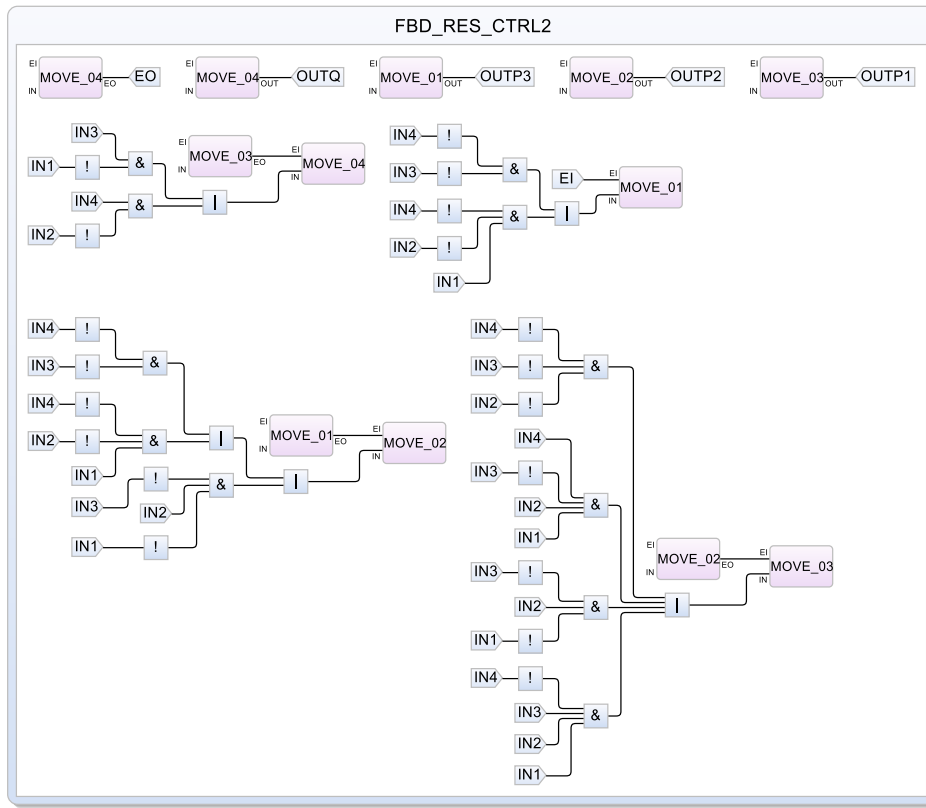 FBD_RES_CTRL2
EI IN MOVE_04 EO EO
EI IN MOVE_04 OUT OUTQ
EI IN MOVE_01 OUT OUTP3
EI IN MOVE_02 OUT OUTP2
EI IN MOVE_03 OUT OUTP1
IN3
IN1 ! &
IN4 &
IN2 !
|
EI IN MOVE_03 EO
EI IN MOVE_04
IN4 !
IN3 ! &
IN4 ! &
IN2 !
IN1
|
EI
EI IN MOVE_01
IN4 !
IN3 ! &
IN4 !
IN2 ! &
IN1
|
IN3 ! &
IN2
IN1 !
|
EI IN MOVE_01 EO
EI IN MOVE_02
IN4 !
IN3 ! &
IN2 !
IN4
IN3 ! &
IN2
IN1
IN3 !
IN2 &
IN1 !
IN4 !
IN3 &
IN2
IN1
|
EI IN MOVE_02 EO
EI IN MOVE_03